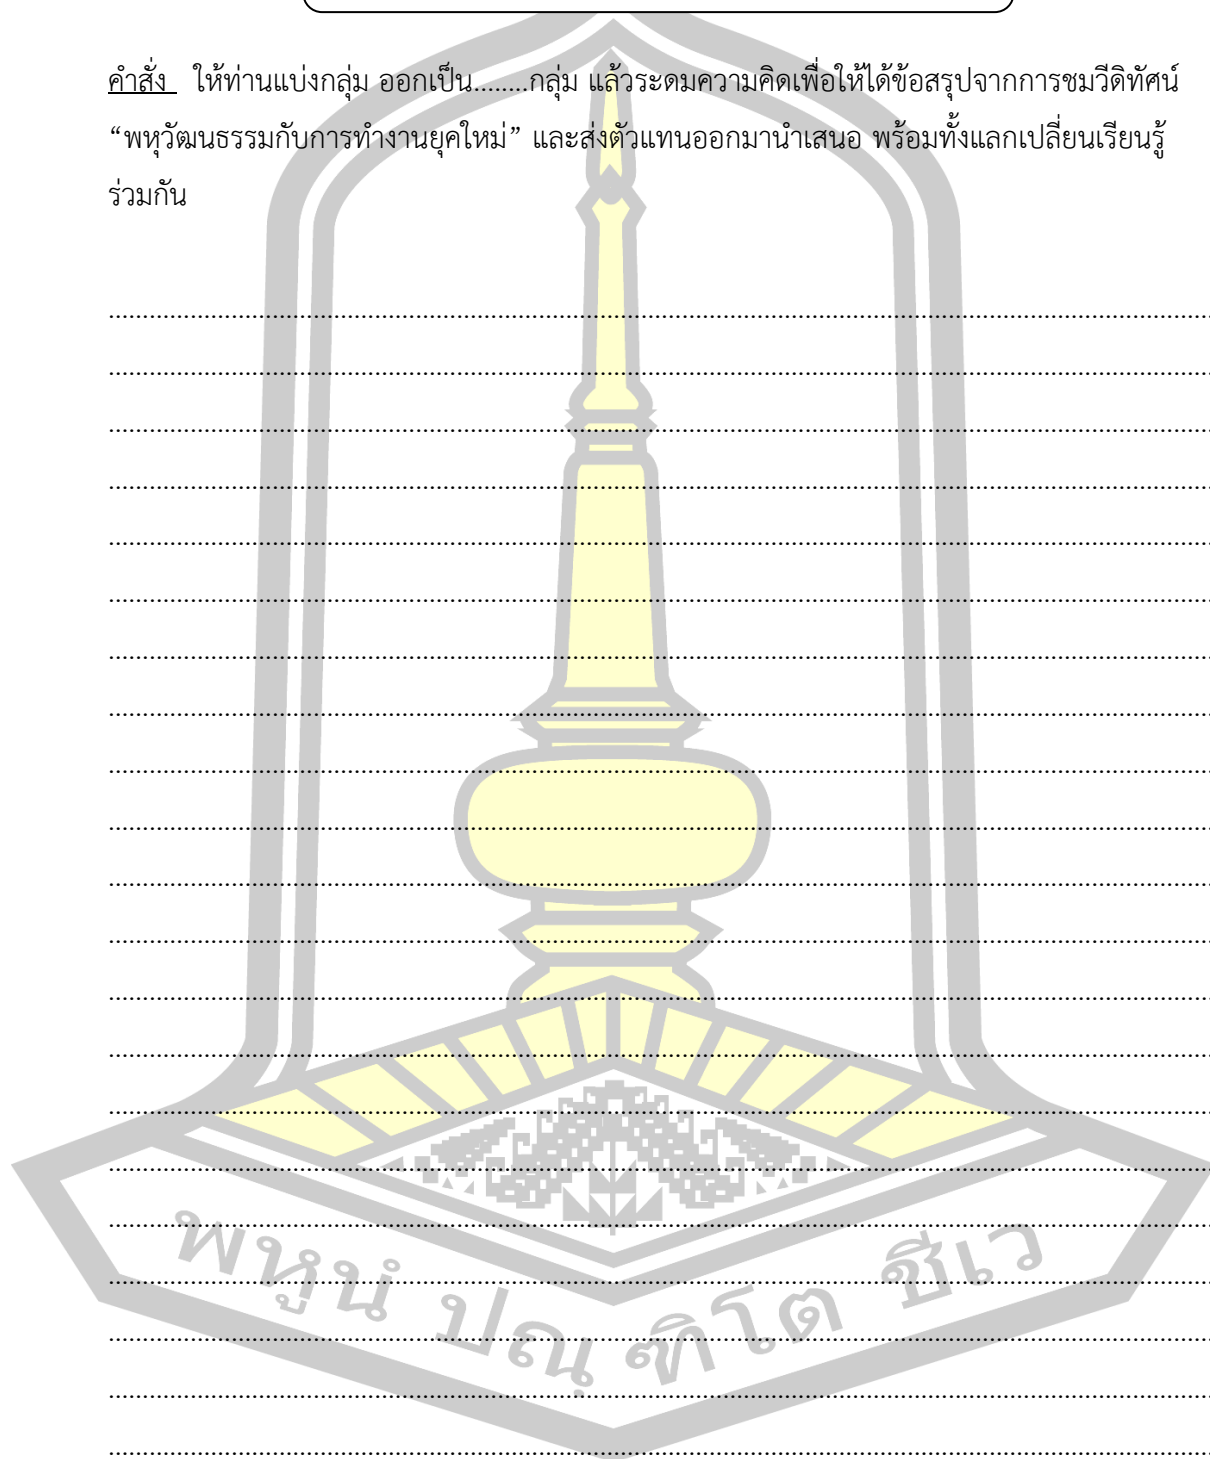 คำสั่ง ให้ท่านแบ่งกลุ่ม ออกเป็น........กลุ่ม แล้วระดมความคิดเพื่อให้ได้ข้อสรุปจากการชมวีดิทัศน์
“พหุวัฒนธรรมกับการทำงานยุคใหม่” และส่งตัวแทนออกมานำเสนอ พร้อมทั้งแลกเปลี่ยนเรียนรู้
ร่วมกัน
พหูนํ ปณฺฑิโต ชีเว